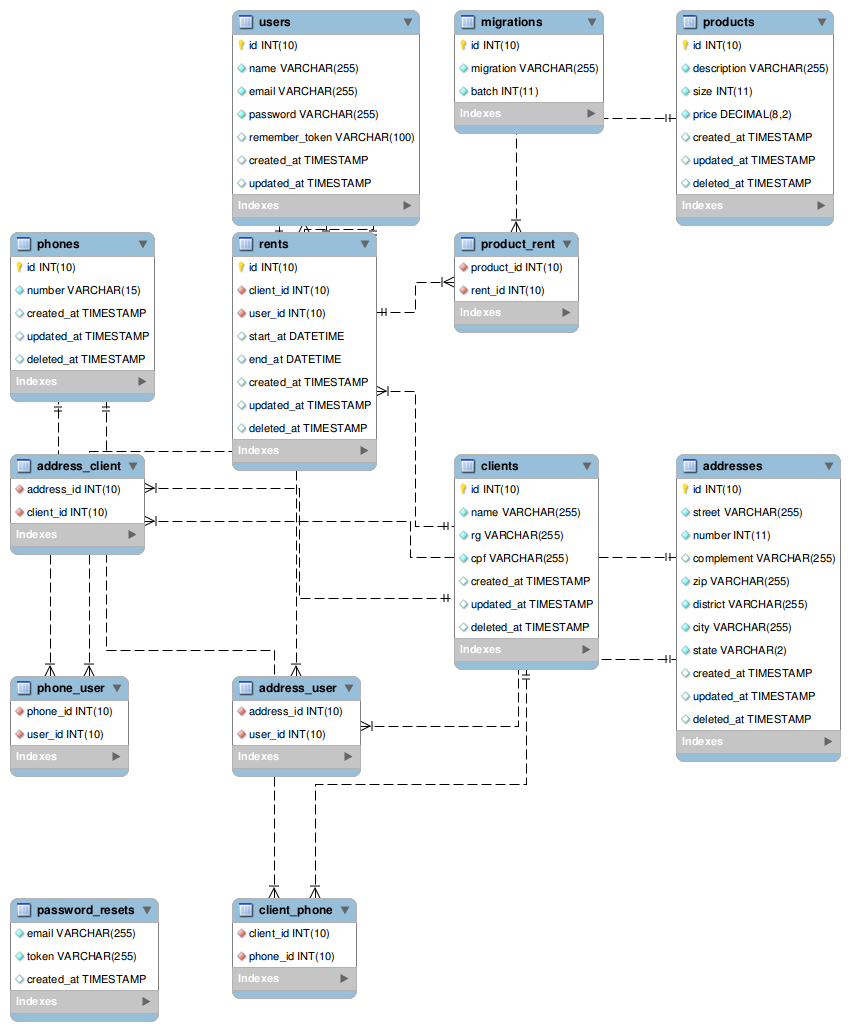 users
id INT(10)
name VARCHAR(255)
email VARCHAR(255)
password VARCHAR(255)
remember_token VARCHAR(100)
created_at TIMESTAMP
updated_at TIMESTAMP
Indexes
migrations
id INT(10)
migration VARCHAR(255)
batch INT(11)
Indexes
products
id INT(10)
description VARCHAR(255)
size INT(11)
price DECIMAL(8,2)
created_at TIMESTAMP
updated_at TIMESTAMP
deleted_at TIMESTAMP
Indexes
phones
id INT(10)
number VARCHAR(15)
created_at TIMESTAMP
updated_at TIMESTAMP
deleted_at TIMESTAMP
Indexes
rents
id INT(10)
client_id INT(10)
user_id INT(10)
start_at DATETIME
end_at DATETIME
created_at TIMESTAMP
updated_at TIMESTAMP
deleted_at TIMESTAMP
Indexes
product_rent
product_id INT(10)
rent_id INT(10)
Indexes
address_client
address_id INT(10)
client_id INT(10)
Indexes
clients
id INT(10)
name VARCHAR(255)
rg VARCHAR(255)
cpf VARCHAR(255)
created_at TIMESTAMP
updated_at TIMESTAMP
deleted_at TIMESTAMP
Indexes
addresses
id INT(10)
street VARCHAR(255)
number INT(11)
complement VARCHAR(255)
zip VARCHAR(255)
district VARCHAR(255)
city VARCHAR(255)
state VARCHAR(2)
created_at TIMESTAMP
updated_at TIMESTAMP
deleted_at TIMESTAMP
Indexes
phone_user
phone_id INT(10)
user_id INT(10)
Indexes
address_user
address_id INT(10)
user_id INT(10)
Indexes
password_resets
email VARCHAR(255)
token VARCHAR(255)
created_at TIMESTAMP
Indexes
client_phone
client_id INT(10)
phone_id INT(10)
Indexes